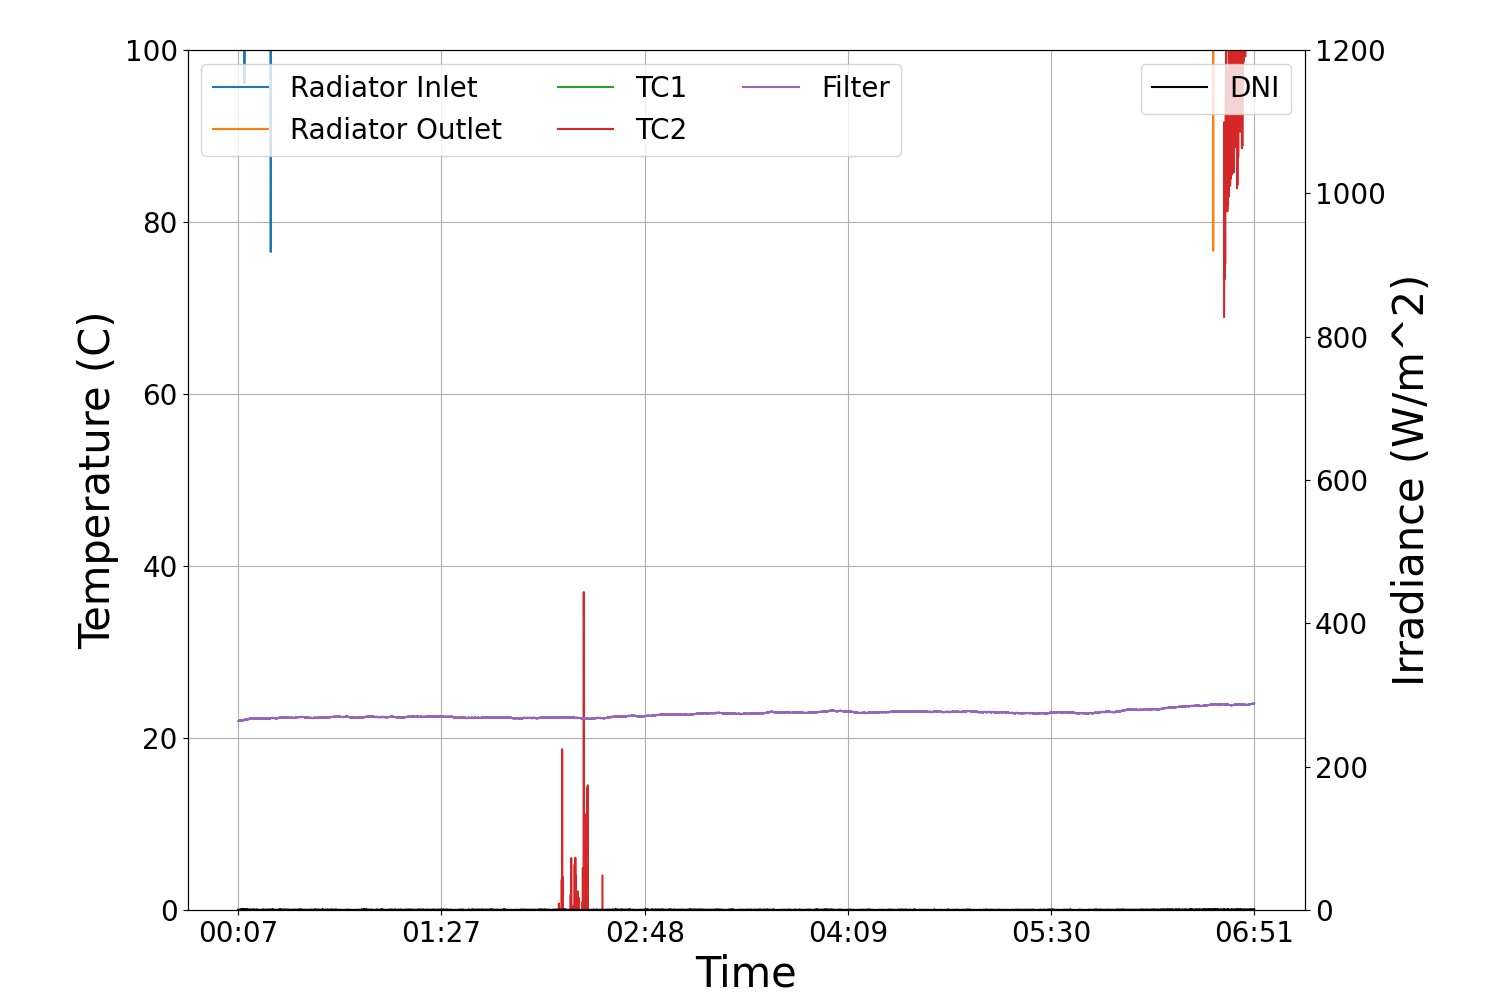 100
80
60
40
20
0
Temperature (C)
Radiator Inlet
Radiator Outlet
TC1
TC2
Filter
DNI
1200
1000
800
600
400
200
0
Irradiance (W/m^2)
00:07 01:27 02:48 04:09 05:30 06:51
Time